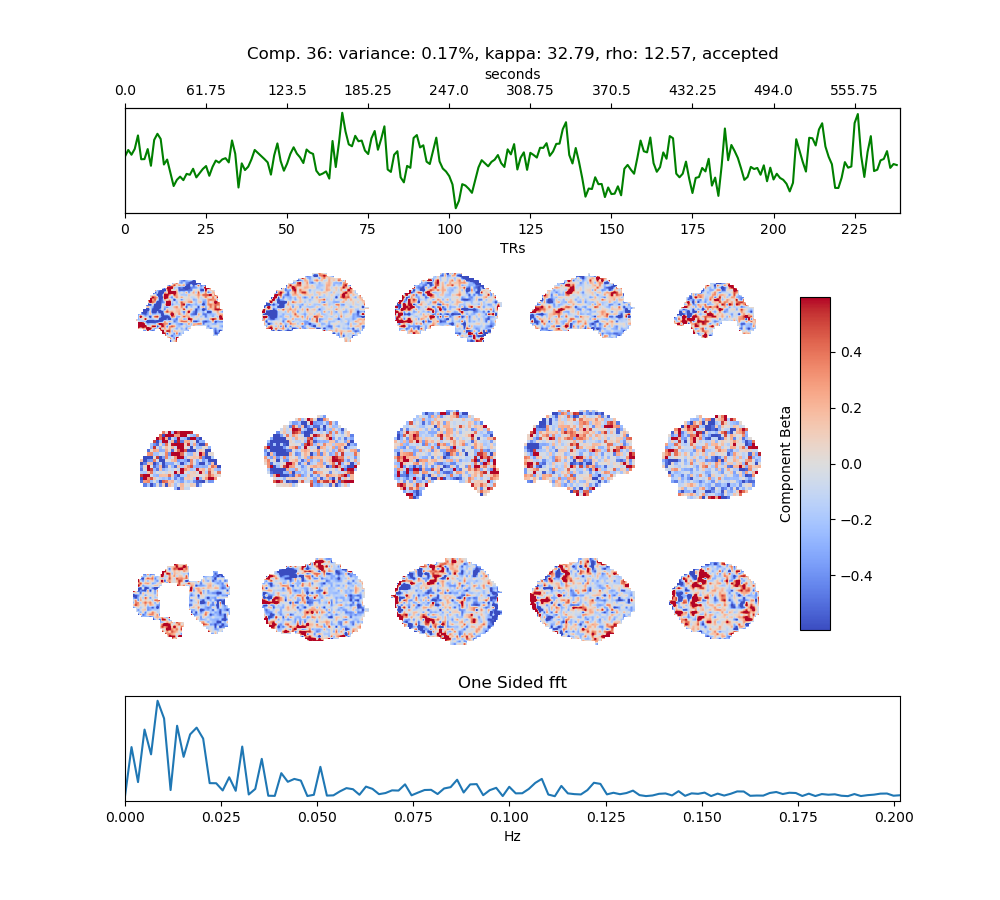 Comp. 36: variance: 0.17%, kappa: 32.79, rho: 12.57, accepted
seconds
0.0 61.75 123.5 185.25 247.0 308.75 370.5 432.25 494.0 555.75
0 25 50 75 100 125 150 175 200 225
TRs
0.4
0.2
0.0
−0.2
−0.4
Component Beta
One Sided fft
0.000 0.025 0.050 0.075 0.100 0.125 0.150 0.175 0.200
Hz